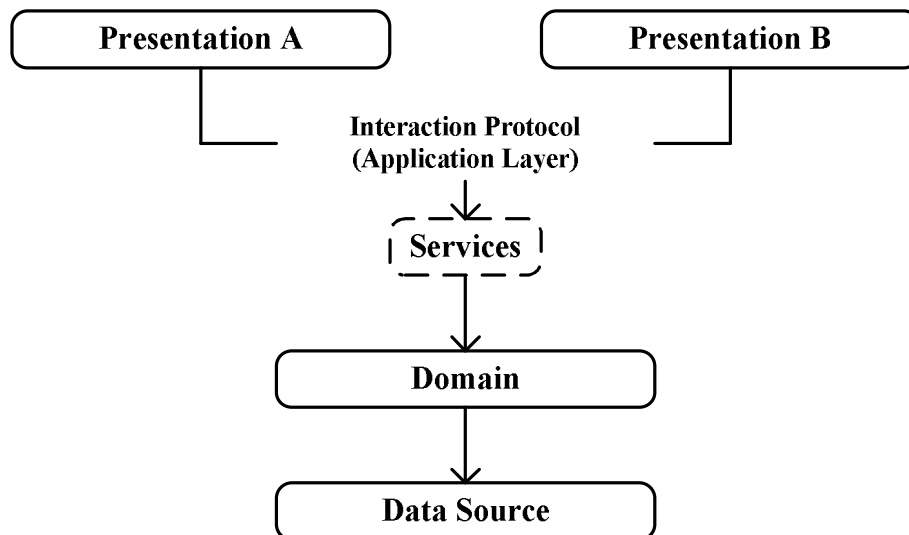 Presentation A
Presentation B
Interaction Protocol
(Application Layer)
Services
Domain
Data Source